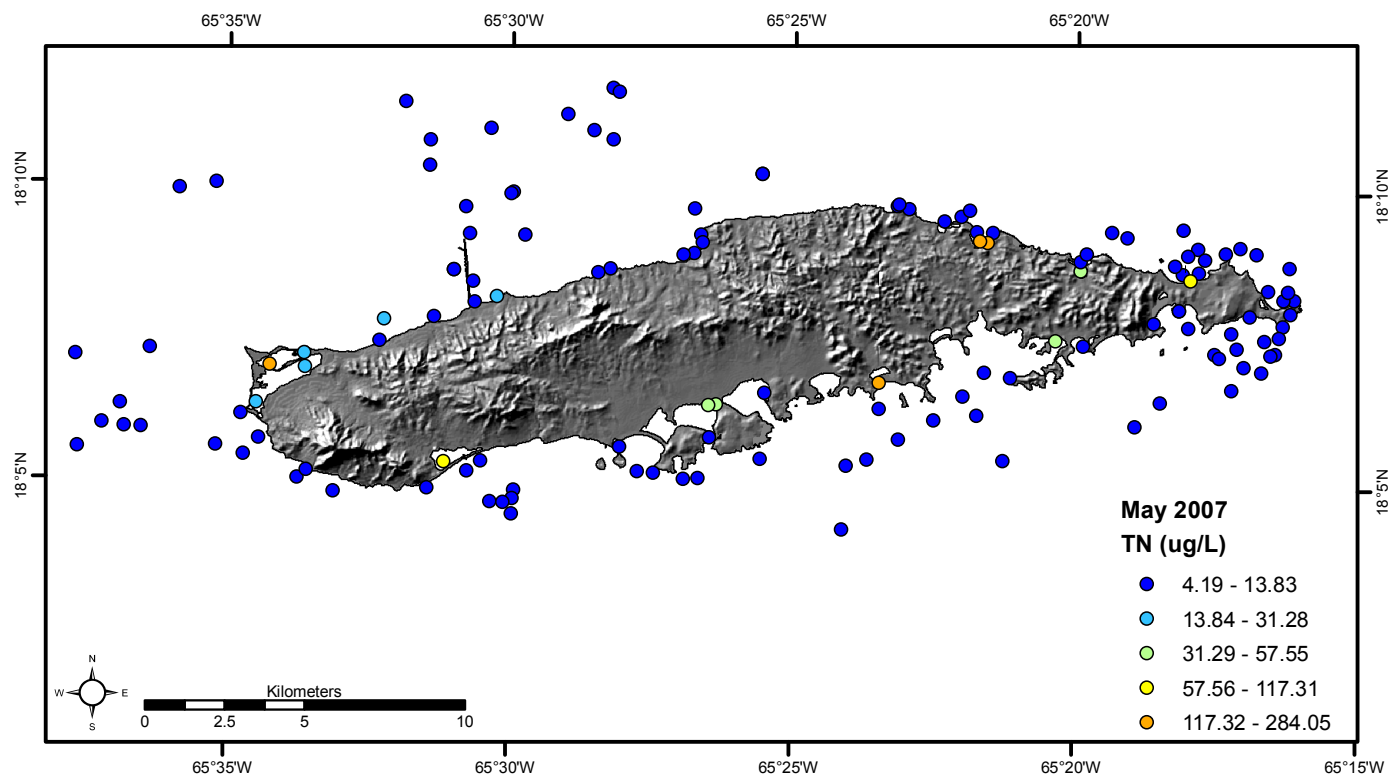 65°35'W 65°30'W 65°25'W 65°20'W
18°10'N 18°10'N
18°5'N 18°5'N
May 2007
TN (ug/L)
4.19 - 13.83
13.84 - 31.28
31.29 - 57.55
57.56 - 117.31
117.32 - 284.05
N
W E
S
Kilometers
0 2.5 5 10
65°35'W 65°30'W 65°25'W 65°20'W 65°15'W